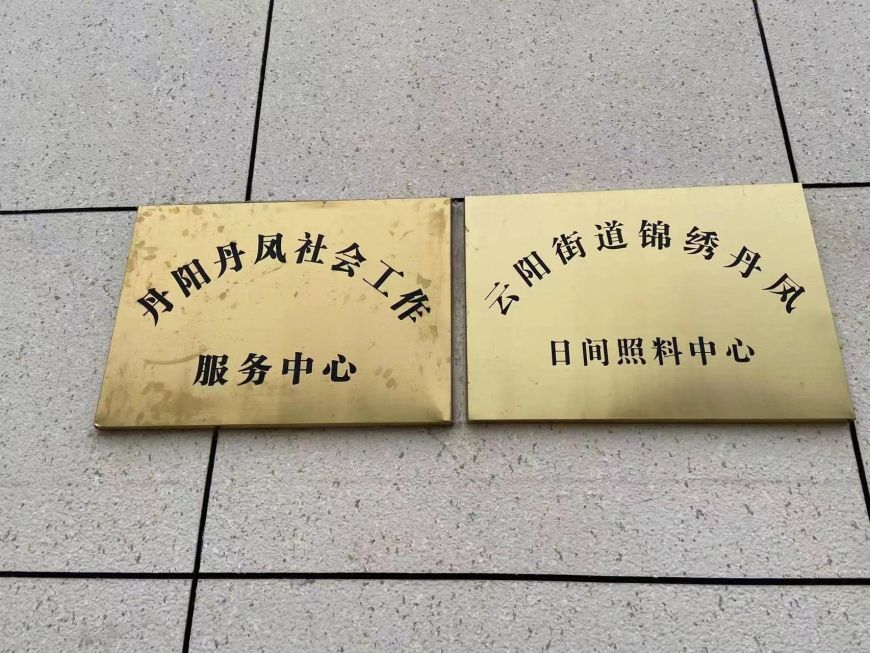 丹阳丹凤社会工作
服务中心
云阳街道锦绣丹凤
日间照料中心